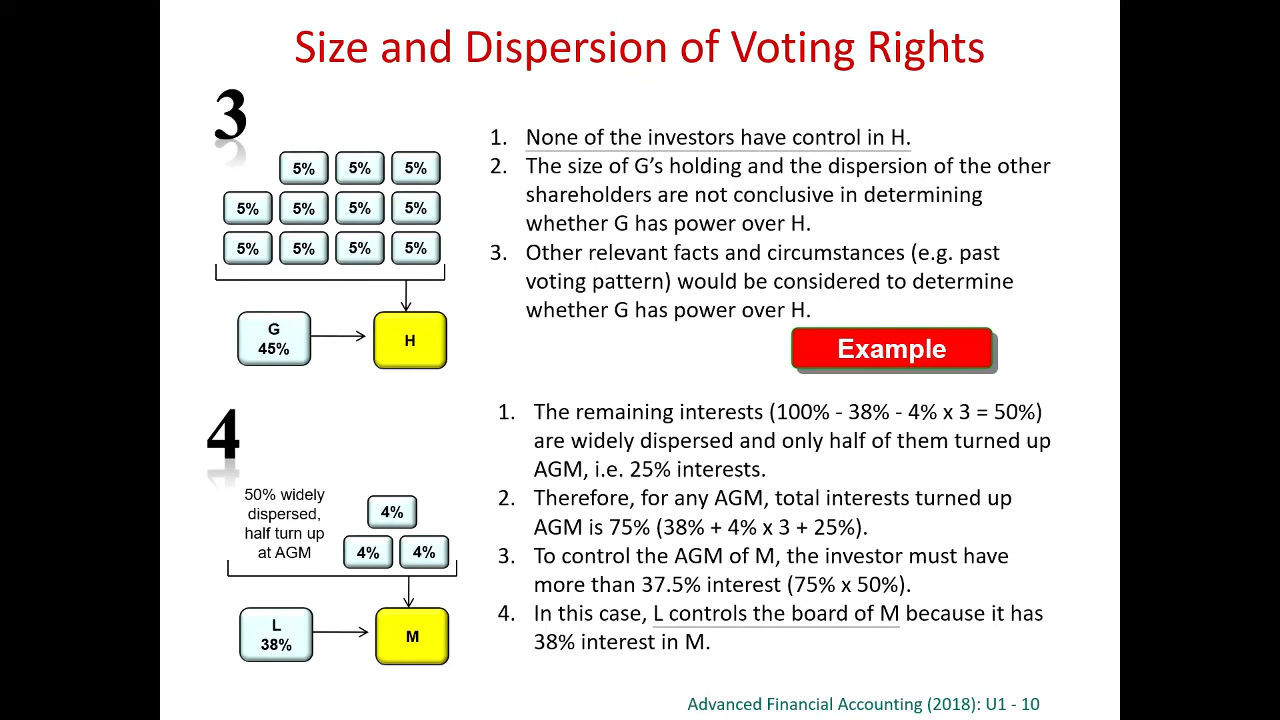 Size and Dispersion of Voting Rights
3
5% 5% 5%
5% 5% 5% 5%
5% 5% 5% 5%
G
45%
H
1. None of the investors have control in H.
2. The size of G's holding and the dispersion of the other
shareholders are not conclusive in determining
whether G has power over H.
3. Other relevant facts and circumstances (e.g. past
voting pattern) would be considered to determine
whether G has power over H.
Example
4
50% widely
dispersed,
half turn up
at AGM
4%
4% 4%
L
38%
M
1. The remaining interests (100% - 38% - 4% x 3 = 50%)
are widely dispersed and only half of them turned up
AGM, i.e. 25% interests.
2. Therefore, for any AGM, total interests turned up
AGM is 75% (38% + 4% x 3 + 25%).
3. To control the AGM of M, the investor must have
more than 37.5% interest (75% x 50%).
4. In this case, L controls the board of M because it has
38% interest in M.
Advanced Financial Accounting (2018): U1 - 10